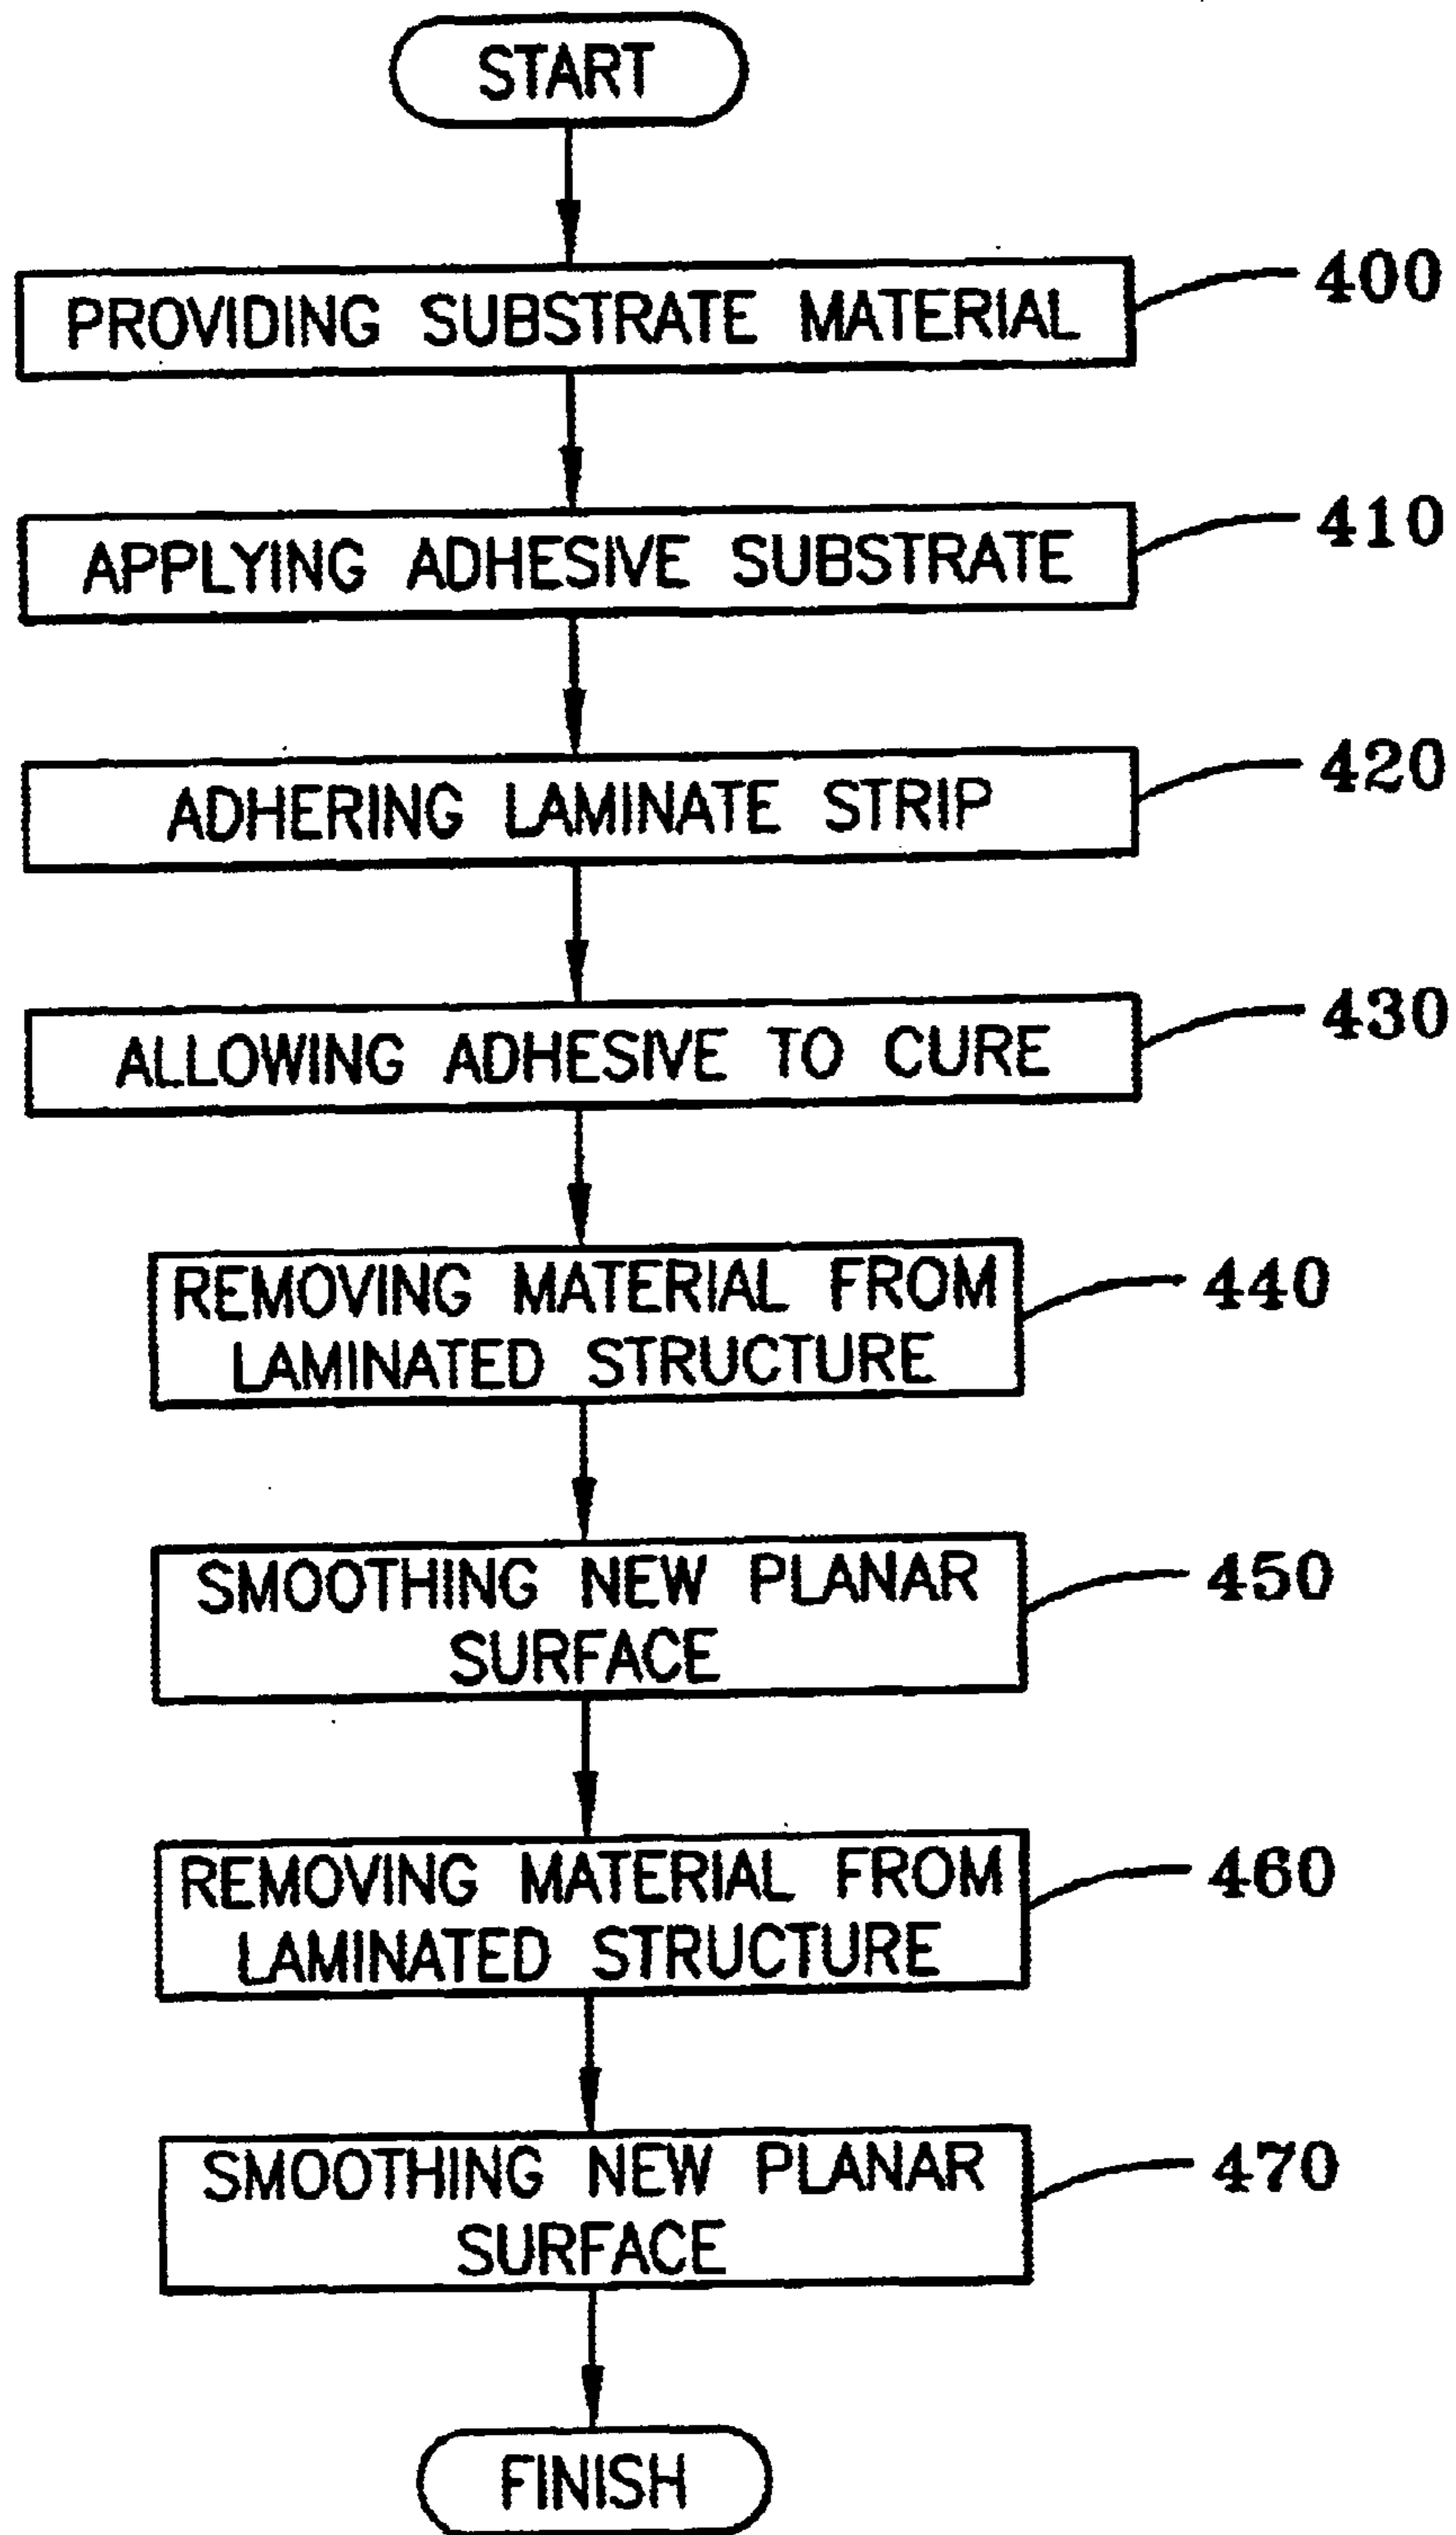 START
PROVIDING SUBSTRATE MATERIAL
400
APPLYING ADHESIVE SUBSTRATE
410
ADHERING LAMINATE STRIP
420
ALLOWING ADHESIVE TO CURE
430
REMOVING MATERIAL FROM
LAMINATED STRUCTURE
440
SMOOTHING NEW PLANAR
SURFACE
450
REMOVING MATERIAL FROM
LAMINATED STRUCTURE
460
SMOOTHING NEW PLANAR
SURFACE
470
FINISH